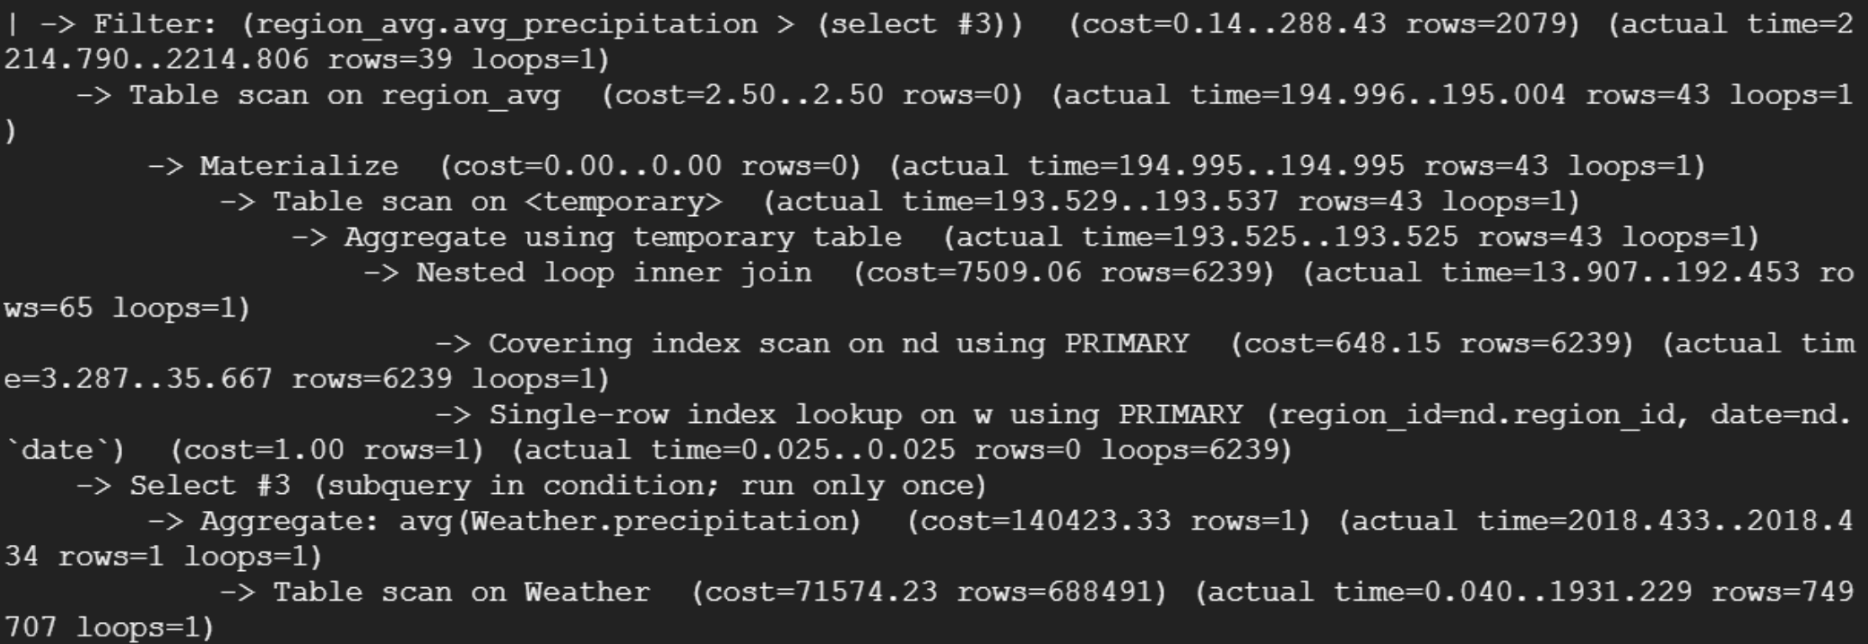 | -> Filter: (region_avg.avg_precipitation > (select #3))  (cost=0.14..288.43 rows=2079) (actual time=2
214.790..2214.806 rows=39 loops=1)
    -> Table scan on region_avg  (cost=2.50..2.50 rows=0) (actual time=194.996..195.004 rows=43 loops=1
)
        -> Materialize  (cost=0.00..0.00 rows=0) (actual time=194.995..194.995 rows=43 loops=1)
            -> Table scan on <temporary>  (actual time=193.529..193.537 rows=43 loops=1)
                -> Aggregate using temporary table  (actual time=193.525..193.525 rows=43 loops=1)
                    -> Nested loop inner join  (cost=7509.06 rows=6239) (actual time=13.907..192.453 ro
ws=65 loops=1)
                        -> Covering index scan on nd using PRIMARY  (cost=648.15 rows=6239) (actual tim
e=3.287..35.667 rows=6239 loops=1)
                        -> Single-row index lookup on w using PRIMARY (region_id=nd.region_id, date=nd.
`date`)  (cost=1.00 rows=1) (actual time=0.025..0.025 rows=0 loops=6239)
    -> Select #3 (subquery in condition; run only once)
        -> Aggregate: avg(Weather.precipitation)  (cost=140423.33 rows=1) (actual time=2018.433..2018.4
34 rows=1 loops=1)
            -> Table scan on Weather  (cost=71574.23 rows=688491) (actual time=0.040..1931.229 rows=749
707 loops=1)